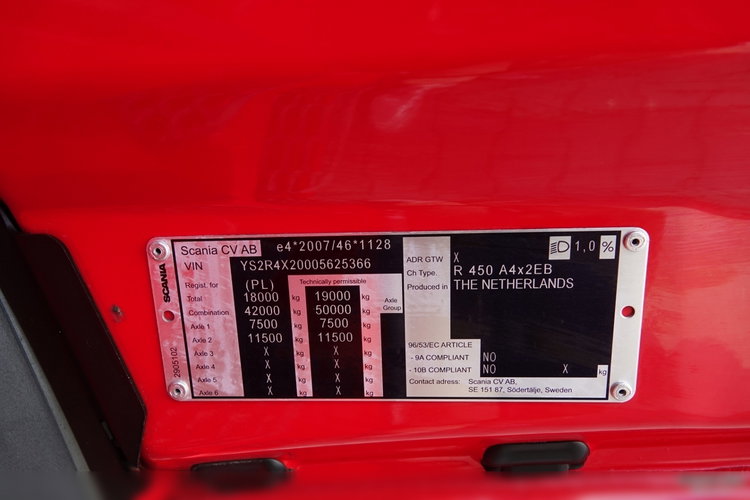 Scania CV AB e4*2007/46*1128
VIN YS2R4X20005625366
Regist. for (PL) Technically permissible
Total 18000 kg 19000 kg Axle Group
Combination 42000 kg 50000 kg
Axle 1 7500 kg 7500 kg
Axle 2 11500 kg 11500 kg
Axle 3 X kg X kg
Axle 4 X kg X kg
Axle 5 X kg X kg
Axle 6 X kg X kg
SCANIA
2905102
1,0 %
ADR GTW X
Ch Type. R 450 A4x2EB
Produced in THE NETHERLANDS
96/53/EC ARTICLE
- 9A COMPLIANT NO
- 10B COMPLIANT NO X kg
Contact adress: Scania CV AB,
SE 151 87, Södertälje, Sweden